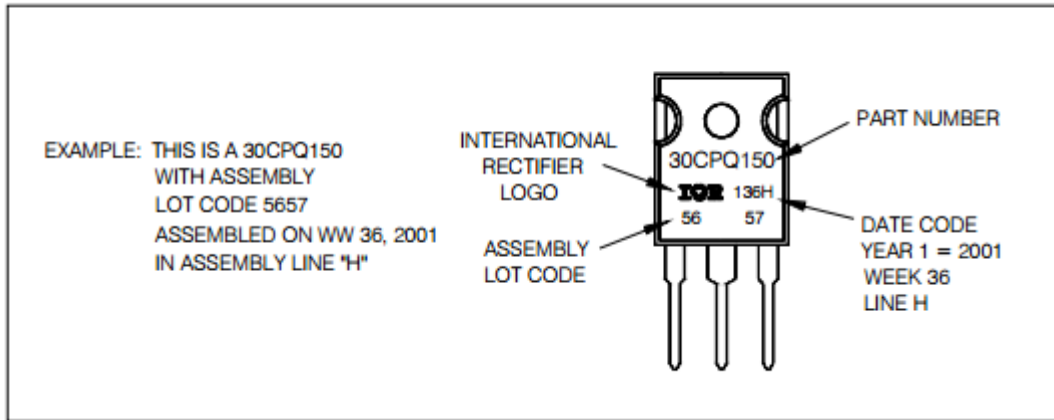 EXAMPLE: THIS IS A 30CPQ150
WITH ASSEMBLY
LOT CODE 5657
ASSEMBLED ON WW 36, 2001
IN ASSEMBLY LINE "H"
INTERNATIONAL
RECTIFIER
LOGO
ASSEMBLY
LOT CODE
30CPQ150
IOR 136H
56 57
PART NUMBER
DATE CODE
YEAR 1 = 2001
WEEK 36
LINE H